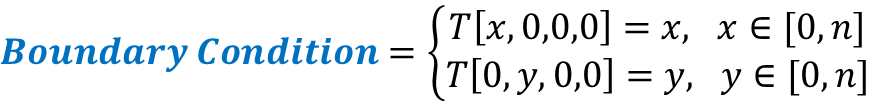 Boundary Condition = { T[x, 0,0,0] = x, x ∈ [0, n]
T[0, y, 0,0] = y, y ∈ [0, n]